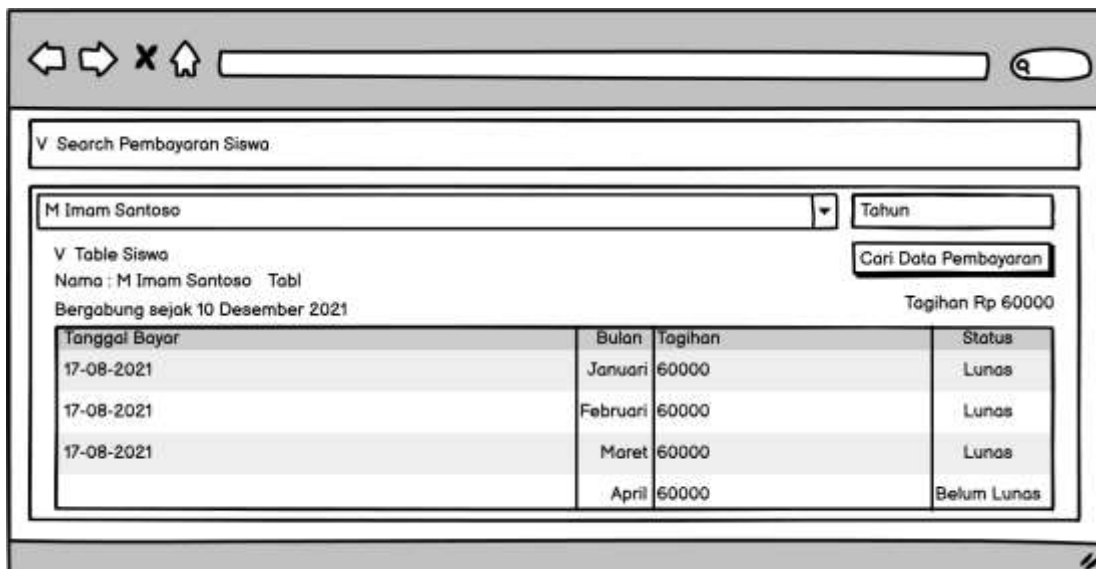 V Search Pembayaran Siswa
M Imam Santoso
Tahun
V Table Siswa
Cari Data Pembayaran
Nama : M Imam Santoso Tabl
Bergabung sejak 10 Desember 2021
Tagihan Rp 60000
Tanggal Bayar Bulan Tagihan Status
17-08-2021 Januari 60000 Lunas
17-08-2021 Februari 60000 Lunas
17-08-2021 Maret 60000 Lunas
April 60000 Belum Lunas